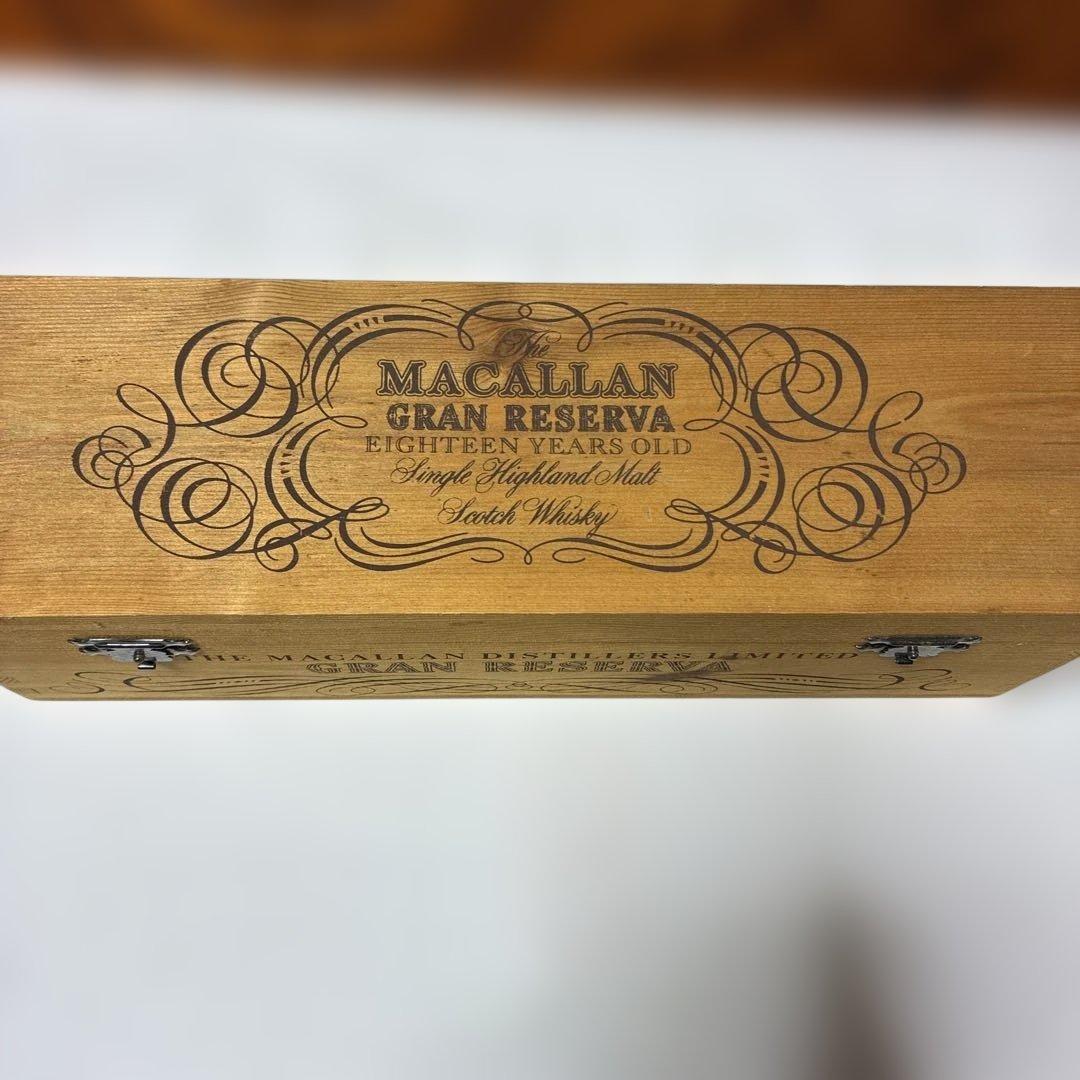 The
MACALLAN
GRAN RESERVA
EIGHTEEN YEARS OLD
Single Highland Malt
Scotch Whisky
THE MACALLAN DISTILLERS LIMITED
GRAN RESERVA